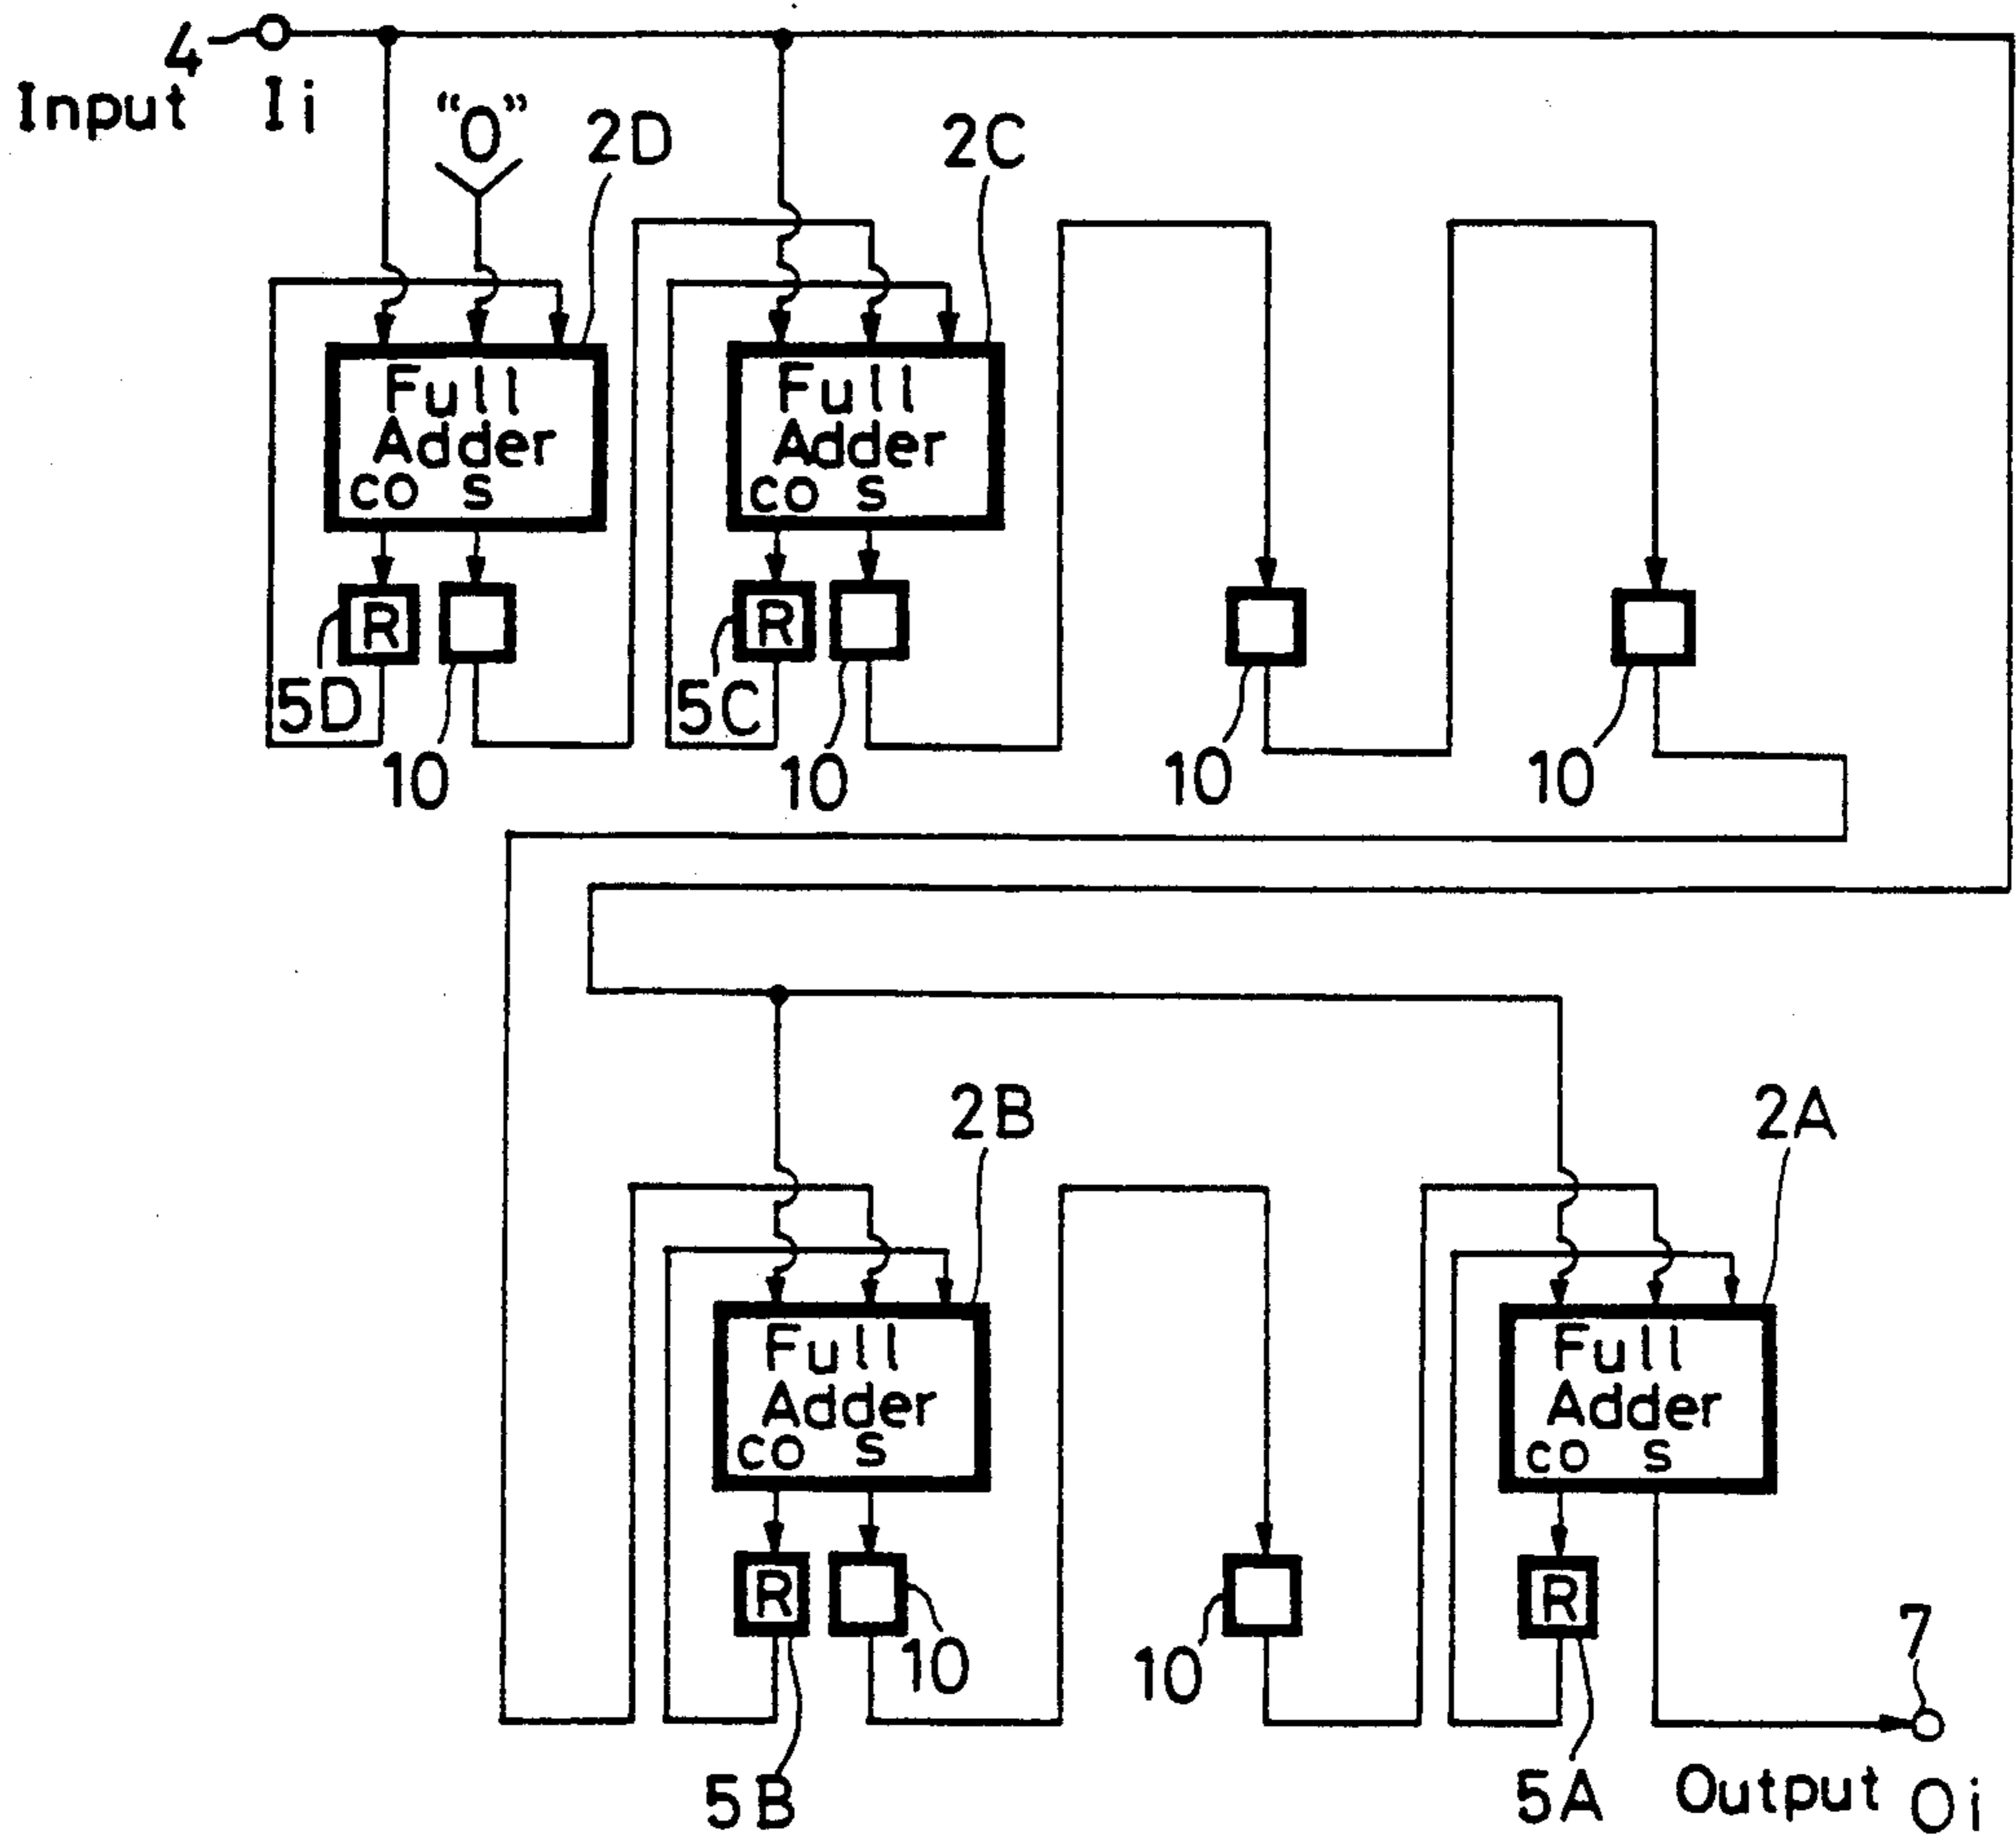 4
Input Ii
"0"
2D
2C
Full
Adder
co s
Full
Adder
co s
R
R
5D
5C
10
10
10
10
2B
2A
Full
Adder
co s
Full
Adder
co s
R
R
10
10
7
5B
5A
Output Oi